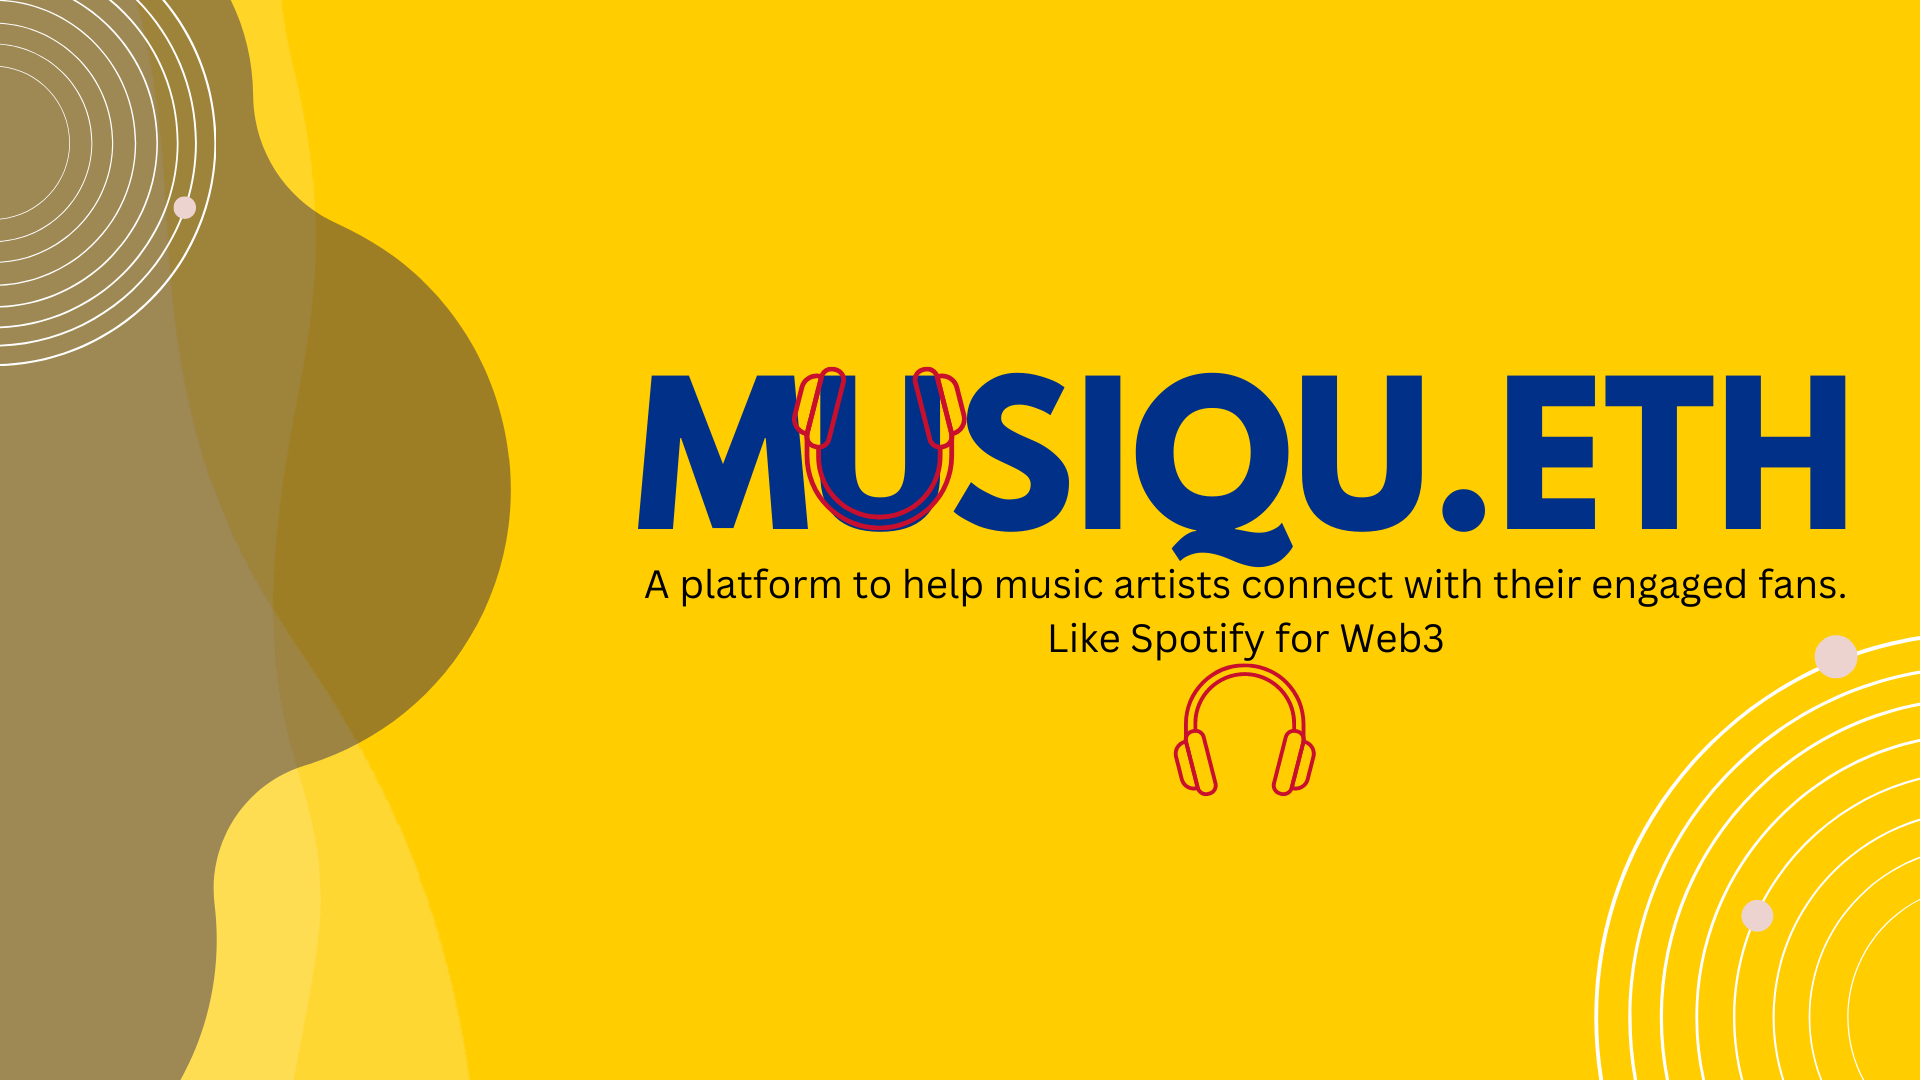 MUSIQU.ETH
A platform to help music artists connect with their engaged fans.
Like Spotify for Web3